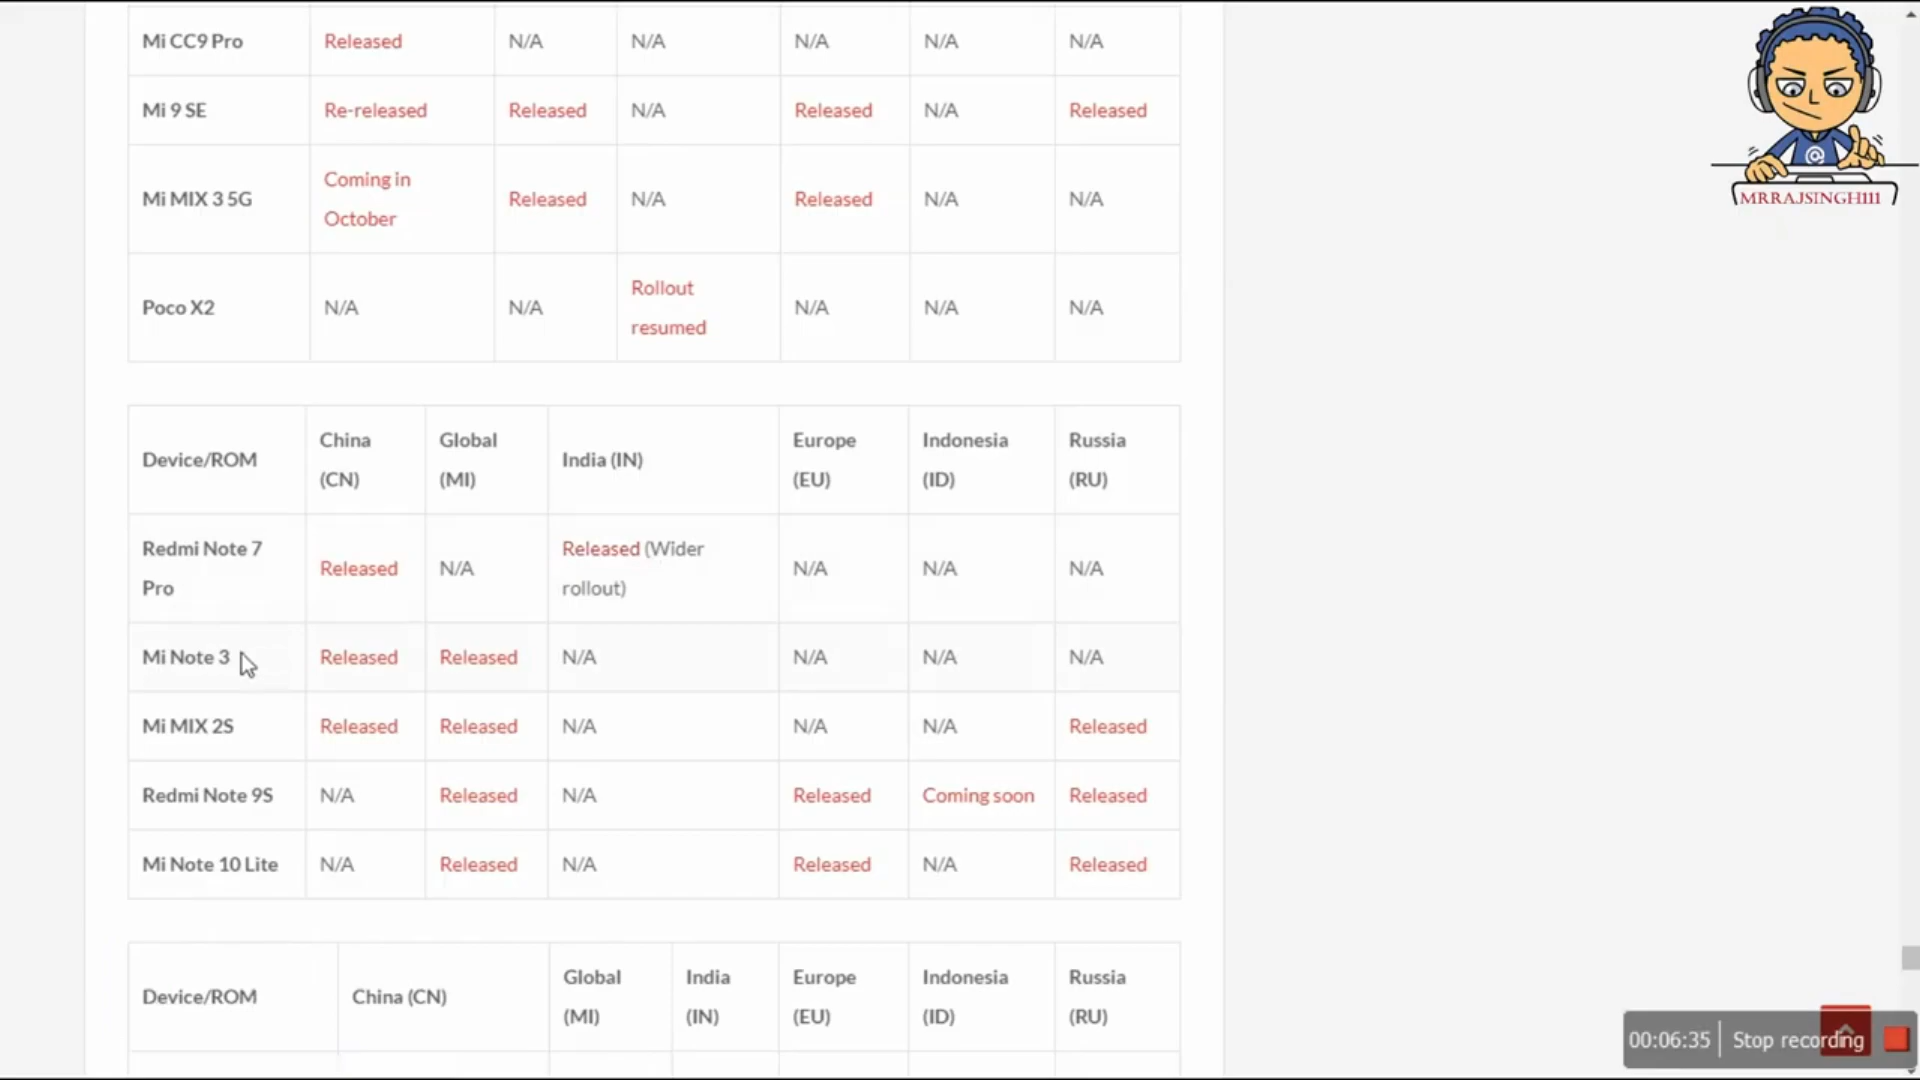 Mi CC9 Pro Released N/A N/A N/A N/A N/A
Mi 9 SE Re-released Released N/A Released N/A Released
Mi MIX 3 5G Coming in October Released N/A Released N/A N/A
Poco X2 N/A N/A Rollout resumed N/A N/A N/A
Device/ROM China (CN) Global (MI) India (IN) Europe (EU) Indonesia (ID) Russia (RU)
Redmi Note 7 Pro Released N/A Released (Wider rollout) N/A N/A N/A
Mi Note 3 Released Released N/A N/A N/A N/A
Mi MIX 2S Released Released N/A N/A N/A Released
Redmi Note 9S N/A Released N/A Released Coming soon Released
Mi Note 10 Lite N/A Released N/A Released N/A Released
Device/ROM China (CN) Global (MI) India (IN) Europe (EU) Indonesia (ID) Russia (RU)
@
MRRAJSINGH111
00:06:35 Stop recording